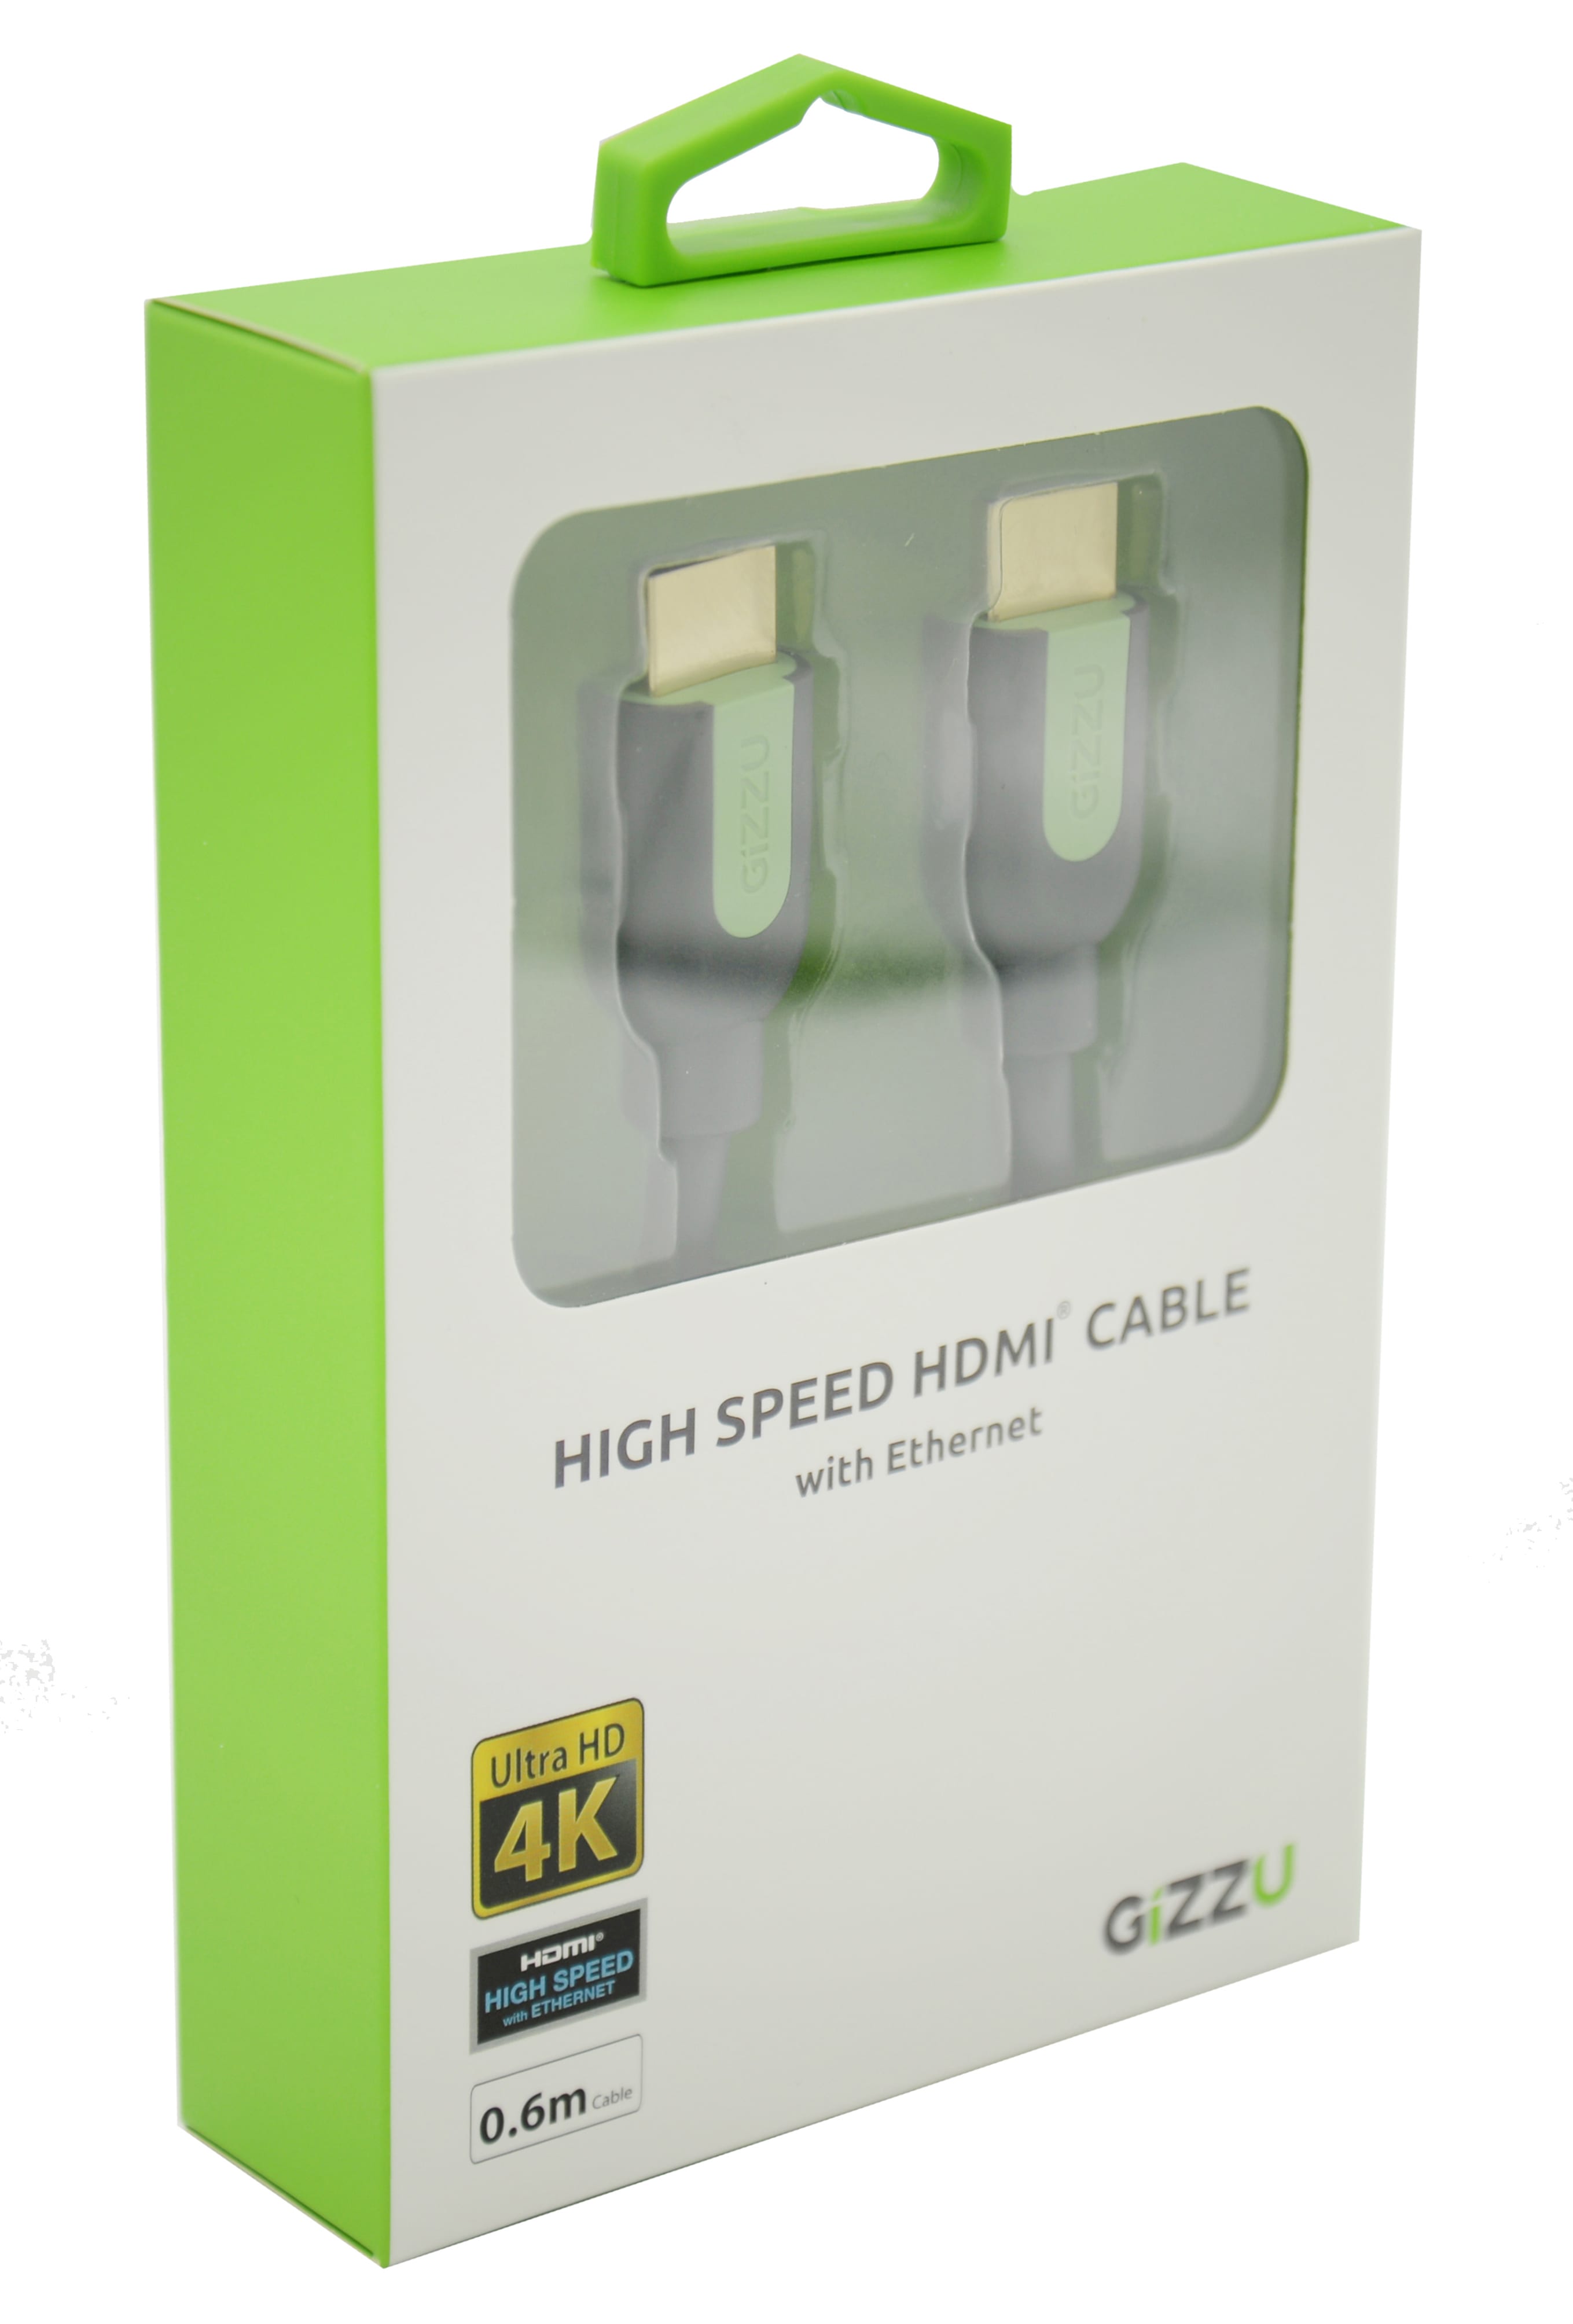 GiZZU
GiZZU
HIGH SPEED HDMI® CABLE
with Ethernet
Ultra HD
4K
HDMI®
HIGH SPEED
with ETHERNET
0.6m Cable
GiZZU